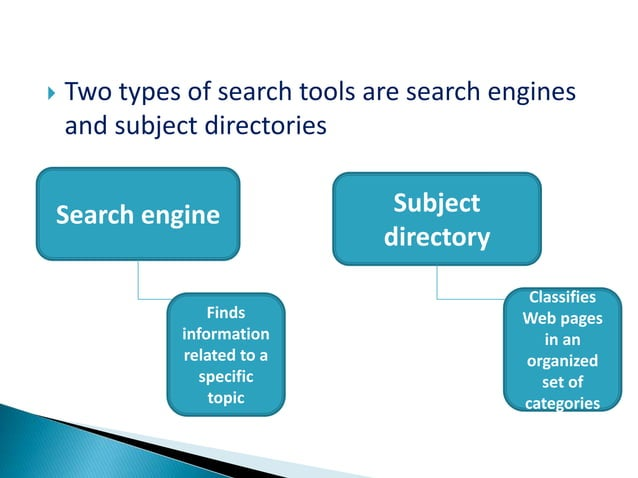 Two types of search tools are search engines
and subject directories
Search engine
Subject
directory
Finds
information
related to a
specific
topic
Classifies
Web pages
in an
organized
set of
categories